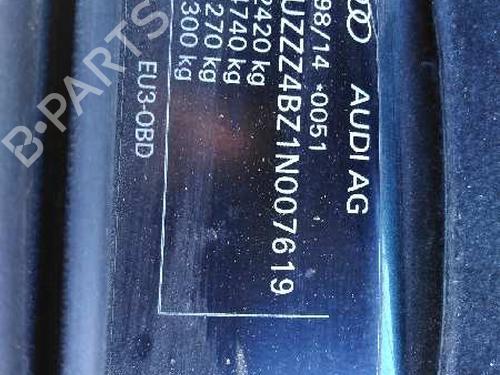 AUDI AG
98/14 *0051
UZZZ4BZ1N007619
2420 kg
740 kg
270 kg
300 kg
EU3-OBD
B-PARTS